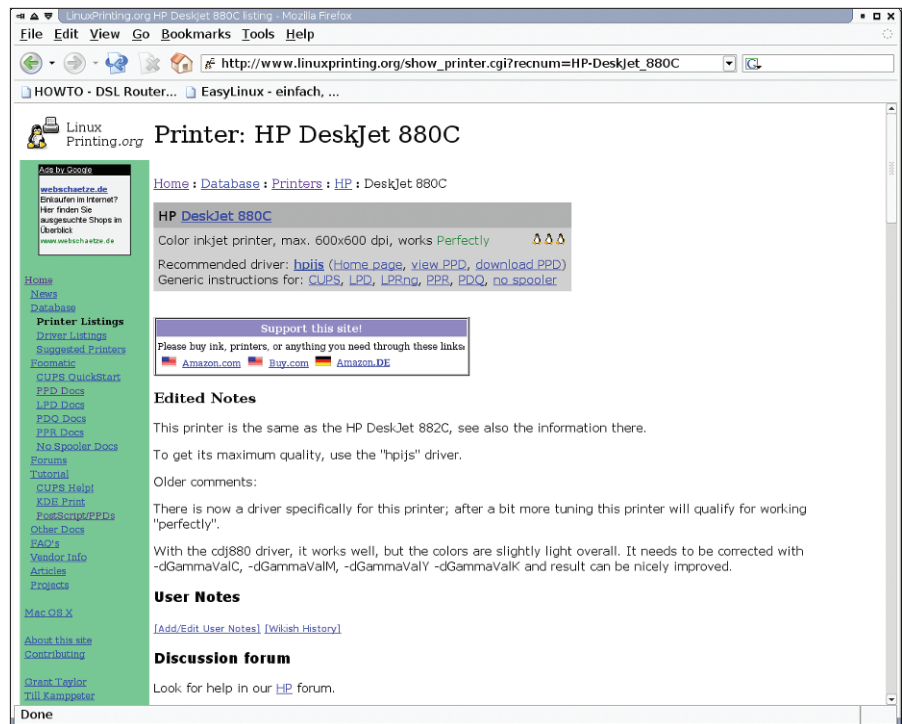 LinuxPrinting.org HP Deskjet 880C listing - Mozilla Firefox
File Edit View Go Bookmarks Tools Help
http://www.linuxprinting.org/show_printer.cgi?recnum=HP-DeskJet_880C
G
HOWTO - DSL Router... EasyLinux - einfach, ...
Linux
Printing.org
Printer: HP DeskJet 880C
Ads by Google
webschaetze.de
Einkaufen im Internet?
Hier finden Sie
ausgesuchte Shops im
Überblick
www.webschaetze.de
Home
News
Database
Printer Listings
Driver Listings
Suggested Printers
Foomatic
CUPS QuickStart
PPD Docs
LPD Docs
PDQ Docs
PPR Docs
No Spooler Docs
Forums
Tutorial
CUPS Help!
KDE Print
PostScript/PPDs
Other Docs
FAQ's
Vendor Info
Articles
Projects
Mac OS X
About this site
Contributing
Grant Taylor
Till Kamppeter
Home : Database : Printers : HP : DeskJet 880C
HP DeskJet 880C
Color inkjet printer, max. 600x600 dpi, works Perfectly
Recommended driver: hpijs (Home page, view PPD, download PPD)
Generic instructions for: CUPS, LPD, LPRng, PPR, PDQ, no spooler
Support this site!
Please buy ink, printers, or anything you need through these links:
Amazon.com Buy.com Amazon.DE
Edited Notes
This printer is the same as the HP DeskJet 882C, see also the information there.
To get its maximum quality, use the "hpijs" driver.
Older comments:
There is now a driver specifically for this printer; after a bit more tuning this printer will qualify for working
"perfectly".
With the cdj880 driver, it works well, but the colors are slightly light overall. It needs to be corrected with
-dGammaValC, -dGammaValM, -dGammaValY -dGammaValK and result can be nicely improved.
User Notes
[Add/Edit User Notes] [Wikish History]
Discussion forum
Look for help in our HP forum.
Done